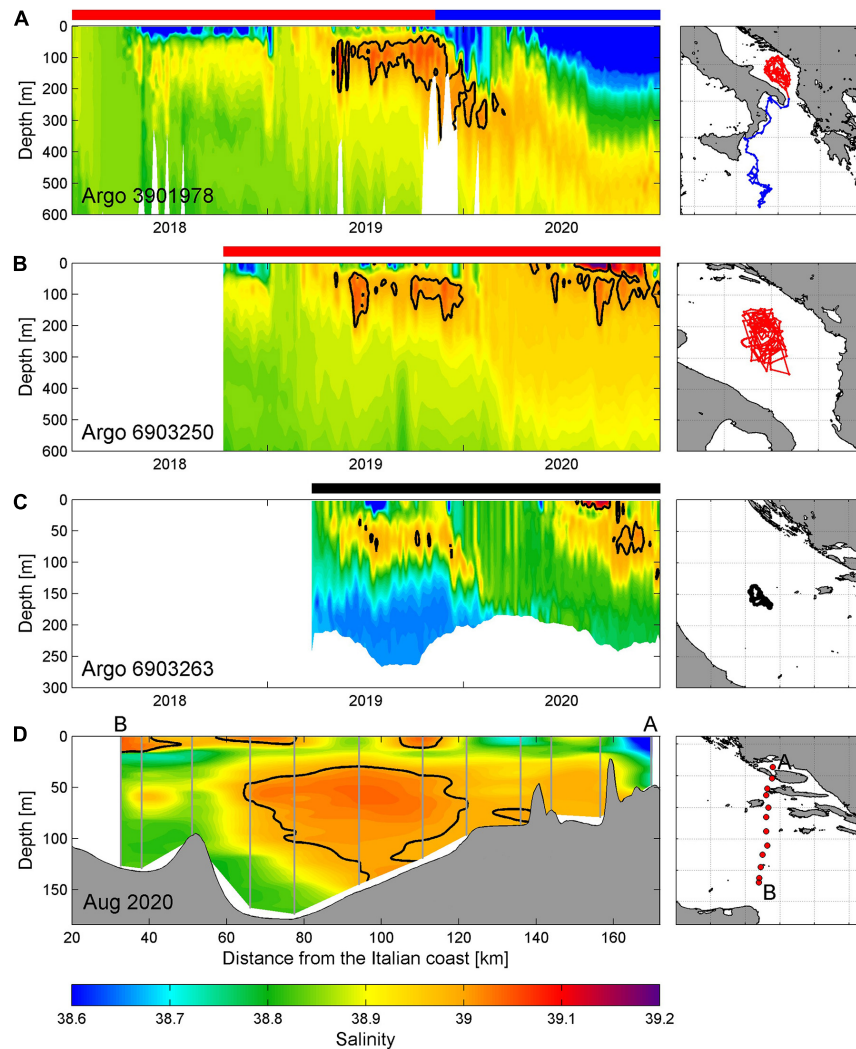 A
0
100
200
300
400
500
600
Depth [m]
Argo 3901978
2018
2019
2020
B
0
100
200
300
400
500
600
Depth [m]
Argo 6903250
2018
2019
2020
C
0
50
100
150
200
250
300
Depth [m]
Argo 6903263
2018
2019
2020
D
B
A
0
50
100
150
Depth [m]
Aug 2020
20
40
60
80
100
120
140
160
Distance from the Italian coast [km]
A
B
38.6
38.7
38.8
38.9
39
39.1
39.2
Salinity